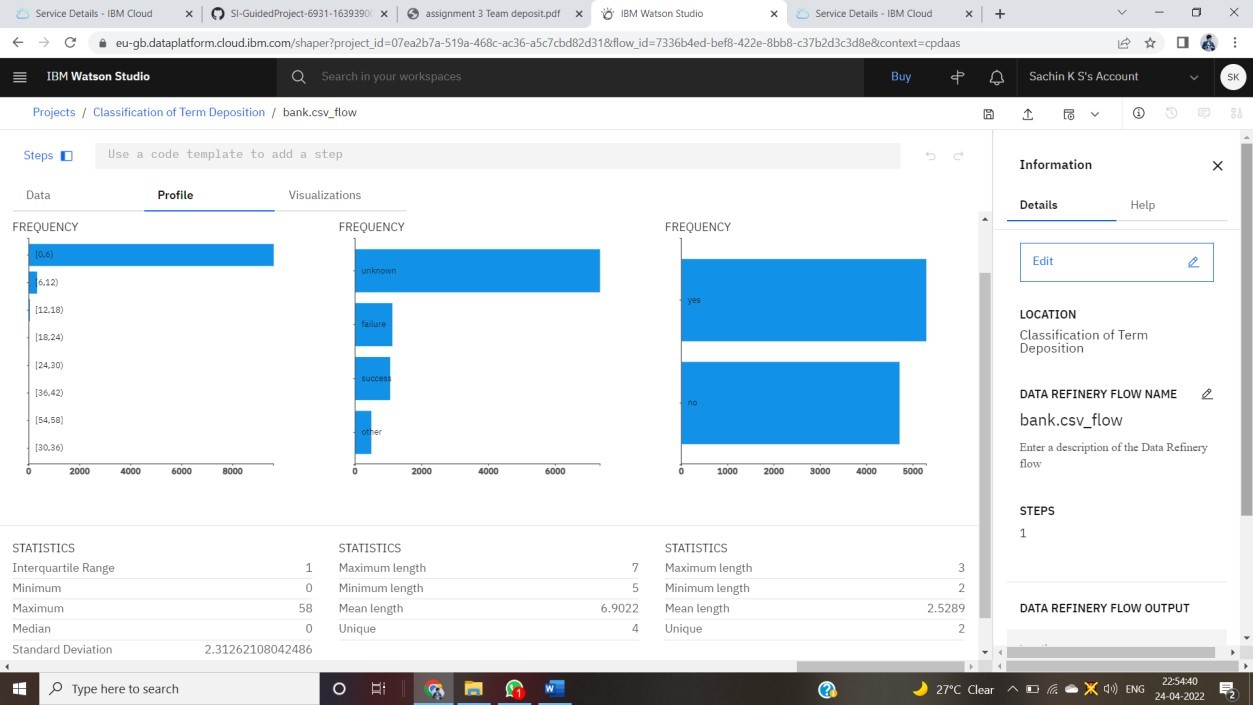 Service Details - IBM Cloud
SI-GuidedProject-6931-16393900
assignment 3 Team deposit.pdf
IBM Watson Studio
Service Details - IBM Cloud
eu-gb.dataplatform.cloud.ibm.com/shaper?project_id=07ea2b7a-519a-468c-ac36-a5c7cbd82d31&flow_id=7336b4ed-bef8-422e-8bb8-c37b2d3c3d8e&context=cpdaas
IBM Watson Studio
Search in your workspaces
Buy
Sachin K S's Account
SK
Projects / Classification of Term Deposition / bank.csv_flow
Steps
Use a code template to add a step
Data
Profile
Visualizations
FREQUENCY
[0,6)
[6,12)
[12,18)
[18,24)
[24,30)
[36,42)
[54,58]
[30,36)
0 2000 4000 6000 8000
FREQUENCY
unknown
failure
success
other
0 2000 4000 6000
FREQUENCY
yes
no
0 1000 2000 3000 4000 5000
STATISTICS
Interquartile Range 1
Minimum 0
Maximum 58
Median 0
Standard Deviation 2.31262108042486
STATISTICS
Maximum length 7
Minimum length 5
Mean length 6.9022
Unique 4
STATISTICS
Maximum length 3
Minimum length 2
Mean length 2.5289
Unique 2
Information
Details
Help
Edit
LOCATION
Classification of Term
Deposition
DATA REFINERY FLOW NAME
bank.csv_flow
Enter a description of the Data Refinery
flow
STEPS
1
DATA REFINERY FLOW OUTPUT
Type here to search
1
27°C Clear
ENG
22:54:40
24-04-2022
2